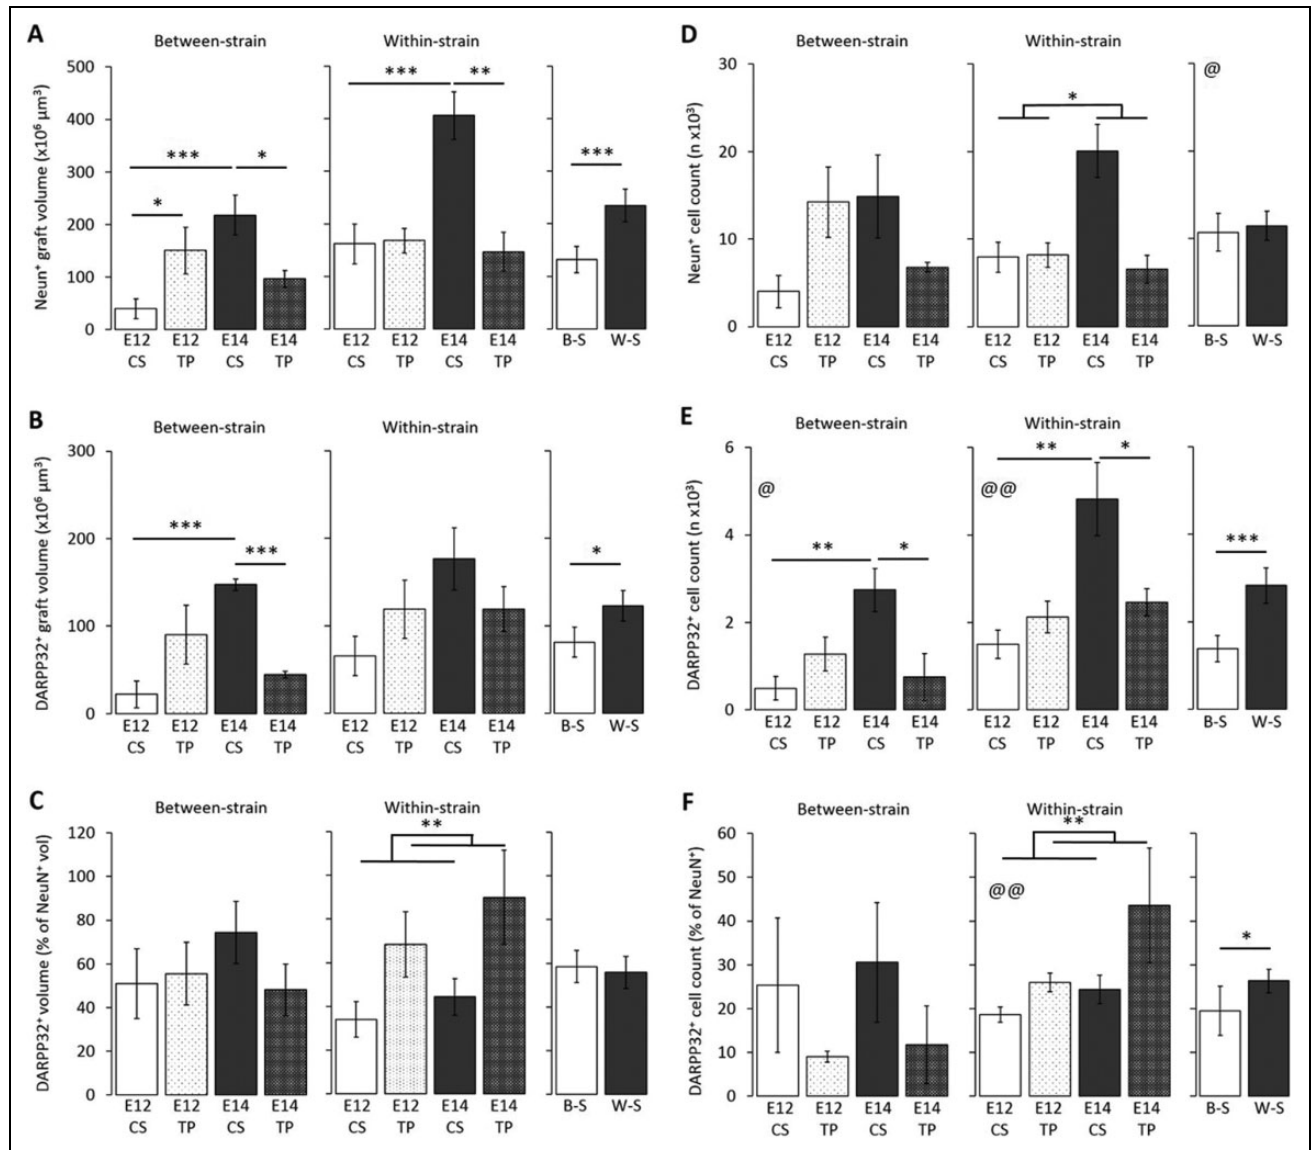 A
Between-strain
Within-strain
Neun⁺ graft volume (x10⁶ µm³)
500
400
300
200
100
0
***
*
*
***
**
***
E12 E12 E14 E14
CS TP CS TP
E12 E12 E14 E14
CS TP CS TP
B-S W-S
D
Between-strain
Within-strain
Neun⁺ cell count (n x10³)
30
20
10
0
*
@
E12 E12 E14 E14
CS TP CS TP
E12 E12 E14 E14
CS TP CS TP
B-S W-S
B
Between-strain
Within-strain
DARPP32⁺ graft volume (x10⁶ µm³)
300
200
100
0
***
***
*
E12 E12 E14 E14
CS TP CS TP
E12 E12 E14 E14
CS TP CS TP
B-S W-S
E
Between-strain
Within-strain
DARPP32⁺ cell count (n x10³)
6
4
2
0
@
**
*
@@
**
*
***
E12 E12 E14 E14
CS TP CS TP
E12 E12 E14 E14
CS TP CS TP
B-S W-S
C
Between-strain
Within-strain
DARPP32⁺ volume (% of NeuN⁺ vol)
120
100
80
60
40
20
0
**
E12 E12 E14 E14
CS TP CS TP
E12 E12 E14 E14
CS TP CS TP
B-S W-S
F
Between-strain
Within-strain
DARPP32⁺ cell count (% of NeuN⁺)
60
50
40
30
20
10
0
**
@@
*
E12 E12 E14 E14
CS TP CS TP
E12 E12 E14 E14
CS TP CS TP
B-S W-S